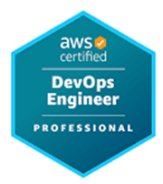 aws
certified
DevOps
Engineer
PROFESSIONAL